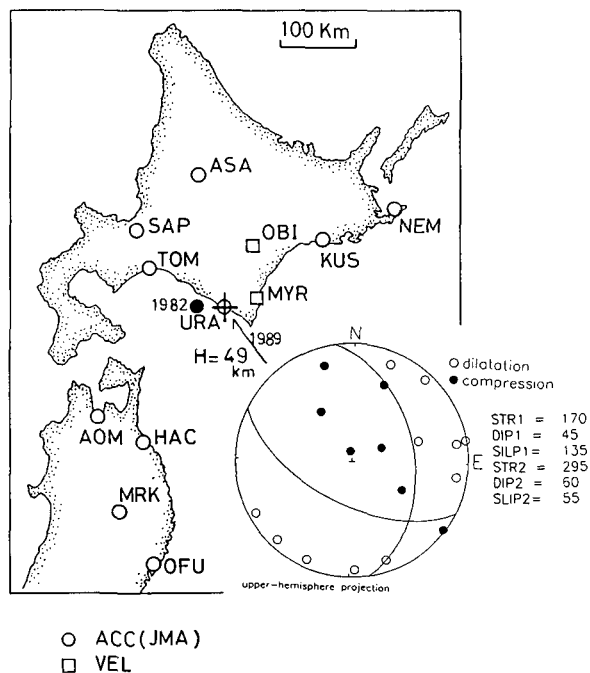 100 Km
ASA
SAP
NEM
OBI
KUS
TOM
MYR
1982
URA
1989
H=49
km
N
dilatation
compression
AOM
HAC
STR1 = 170
DIP1 = 45
SILP1 = 135
STR2 = 295
DIP2 = 60
SLIP2= 55
E
MRK
OFU
upper-hemisphere projection
ACC(JMA)
VEL